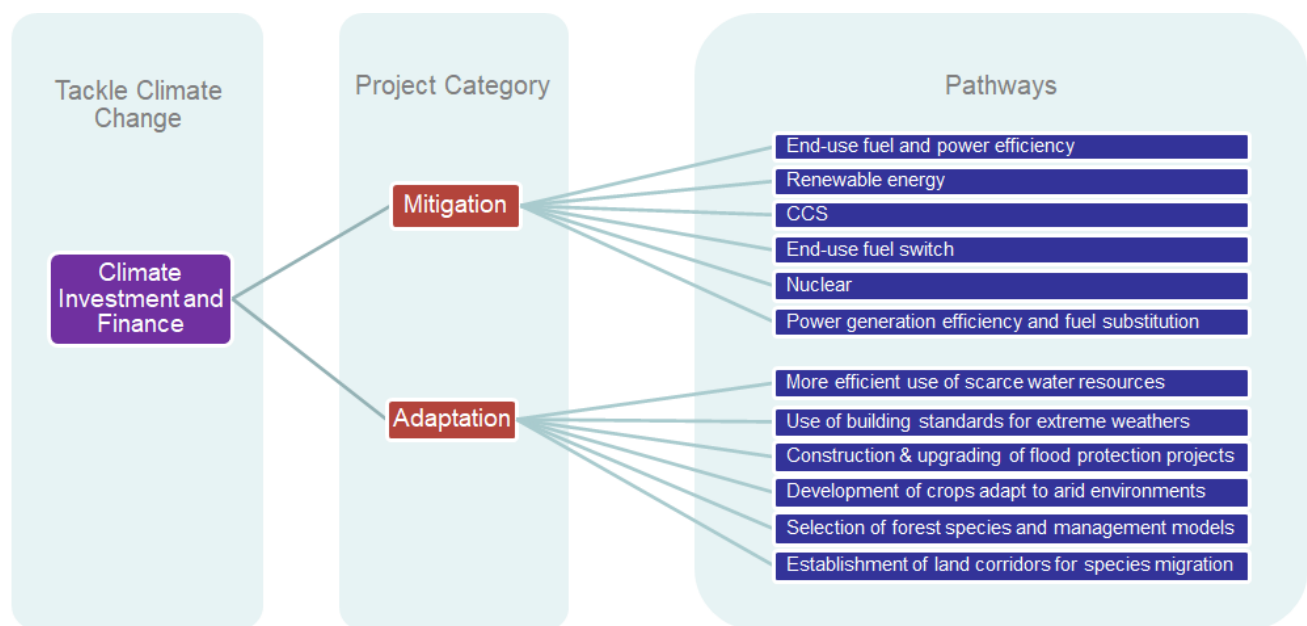 Tackle Climate
Change
Project Category
Pathways
Climate
Investment and
Finance
Mitigation
Adaptation
End-use fuel and power efficiency
Renewable energy
CCS
End-use fuel switch
Nuclear
Power generation efficiency and fuel substitution
More efficient use of scarce water resources
Use of building standards for extreme weathers
Construction & upgrading of flood protection projects
Development of crops adapt to arid environments
Selection of forest species and management models
Establishment of land corridors for species migration